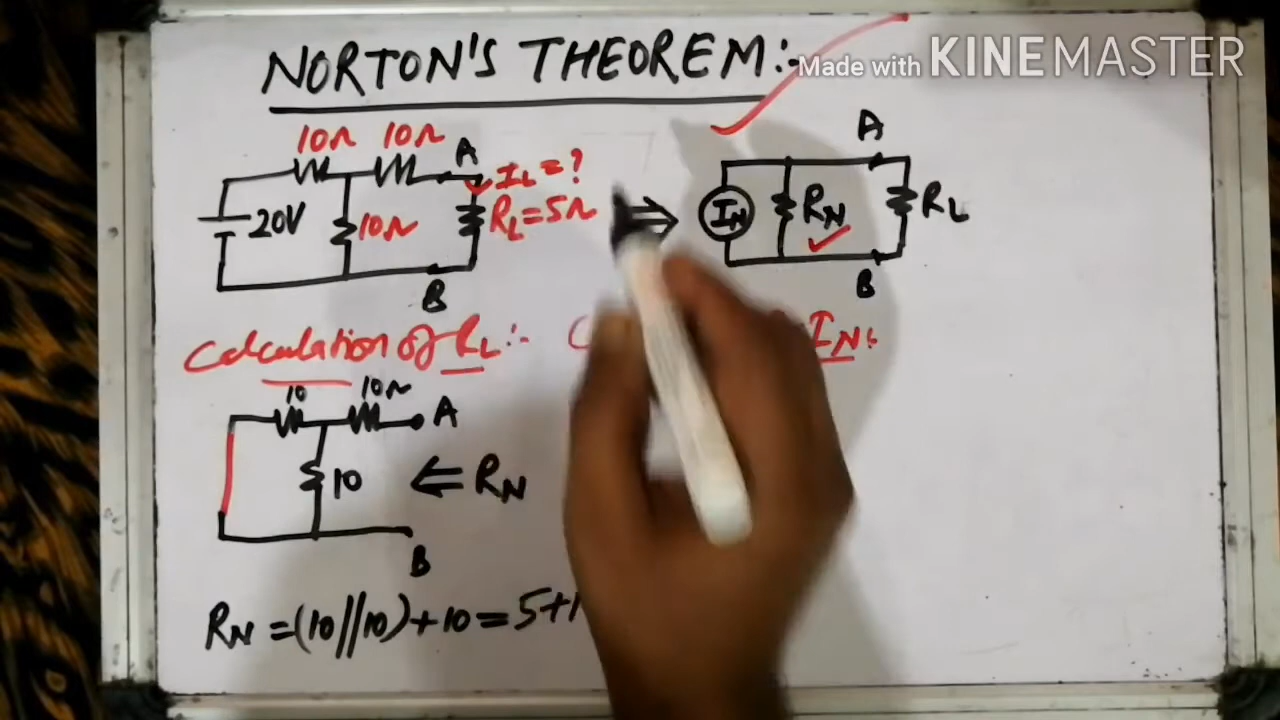 NORTON'S THEOREM:-
Made with KINEMASTER
10Ω 10Ω
A
IL=?
20V
10Ω
RL=5Ω
B
⇒
A
IN
RN
RL
B
Calculation of RL:-
IN:
10 10Ω
A
10
⇐ RN
B
RN = (10//10)+10 = 5+1